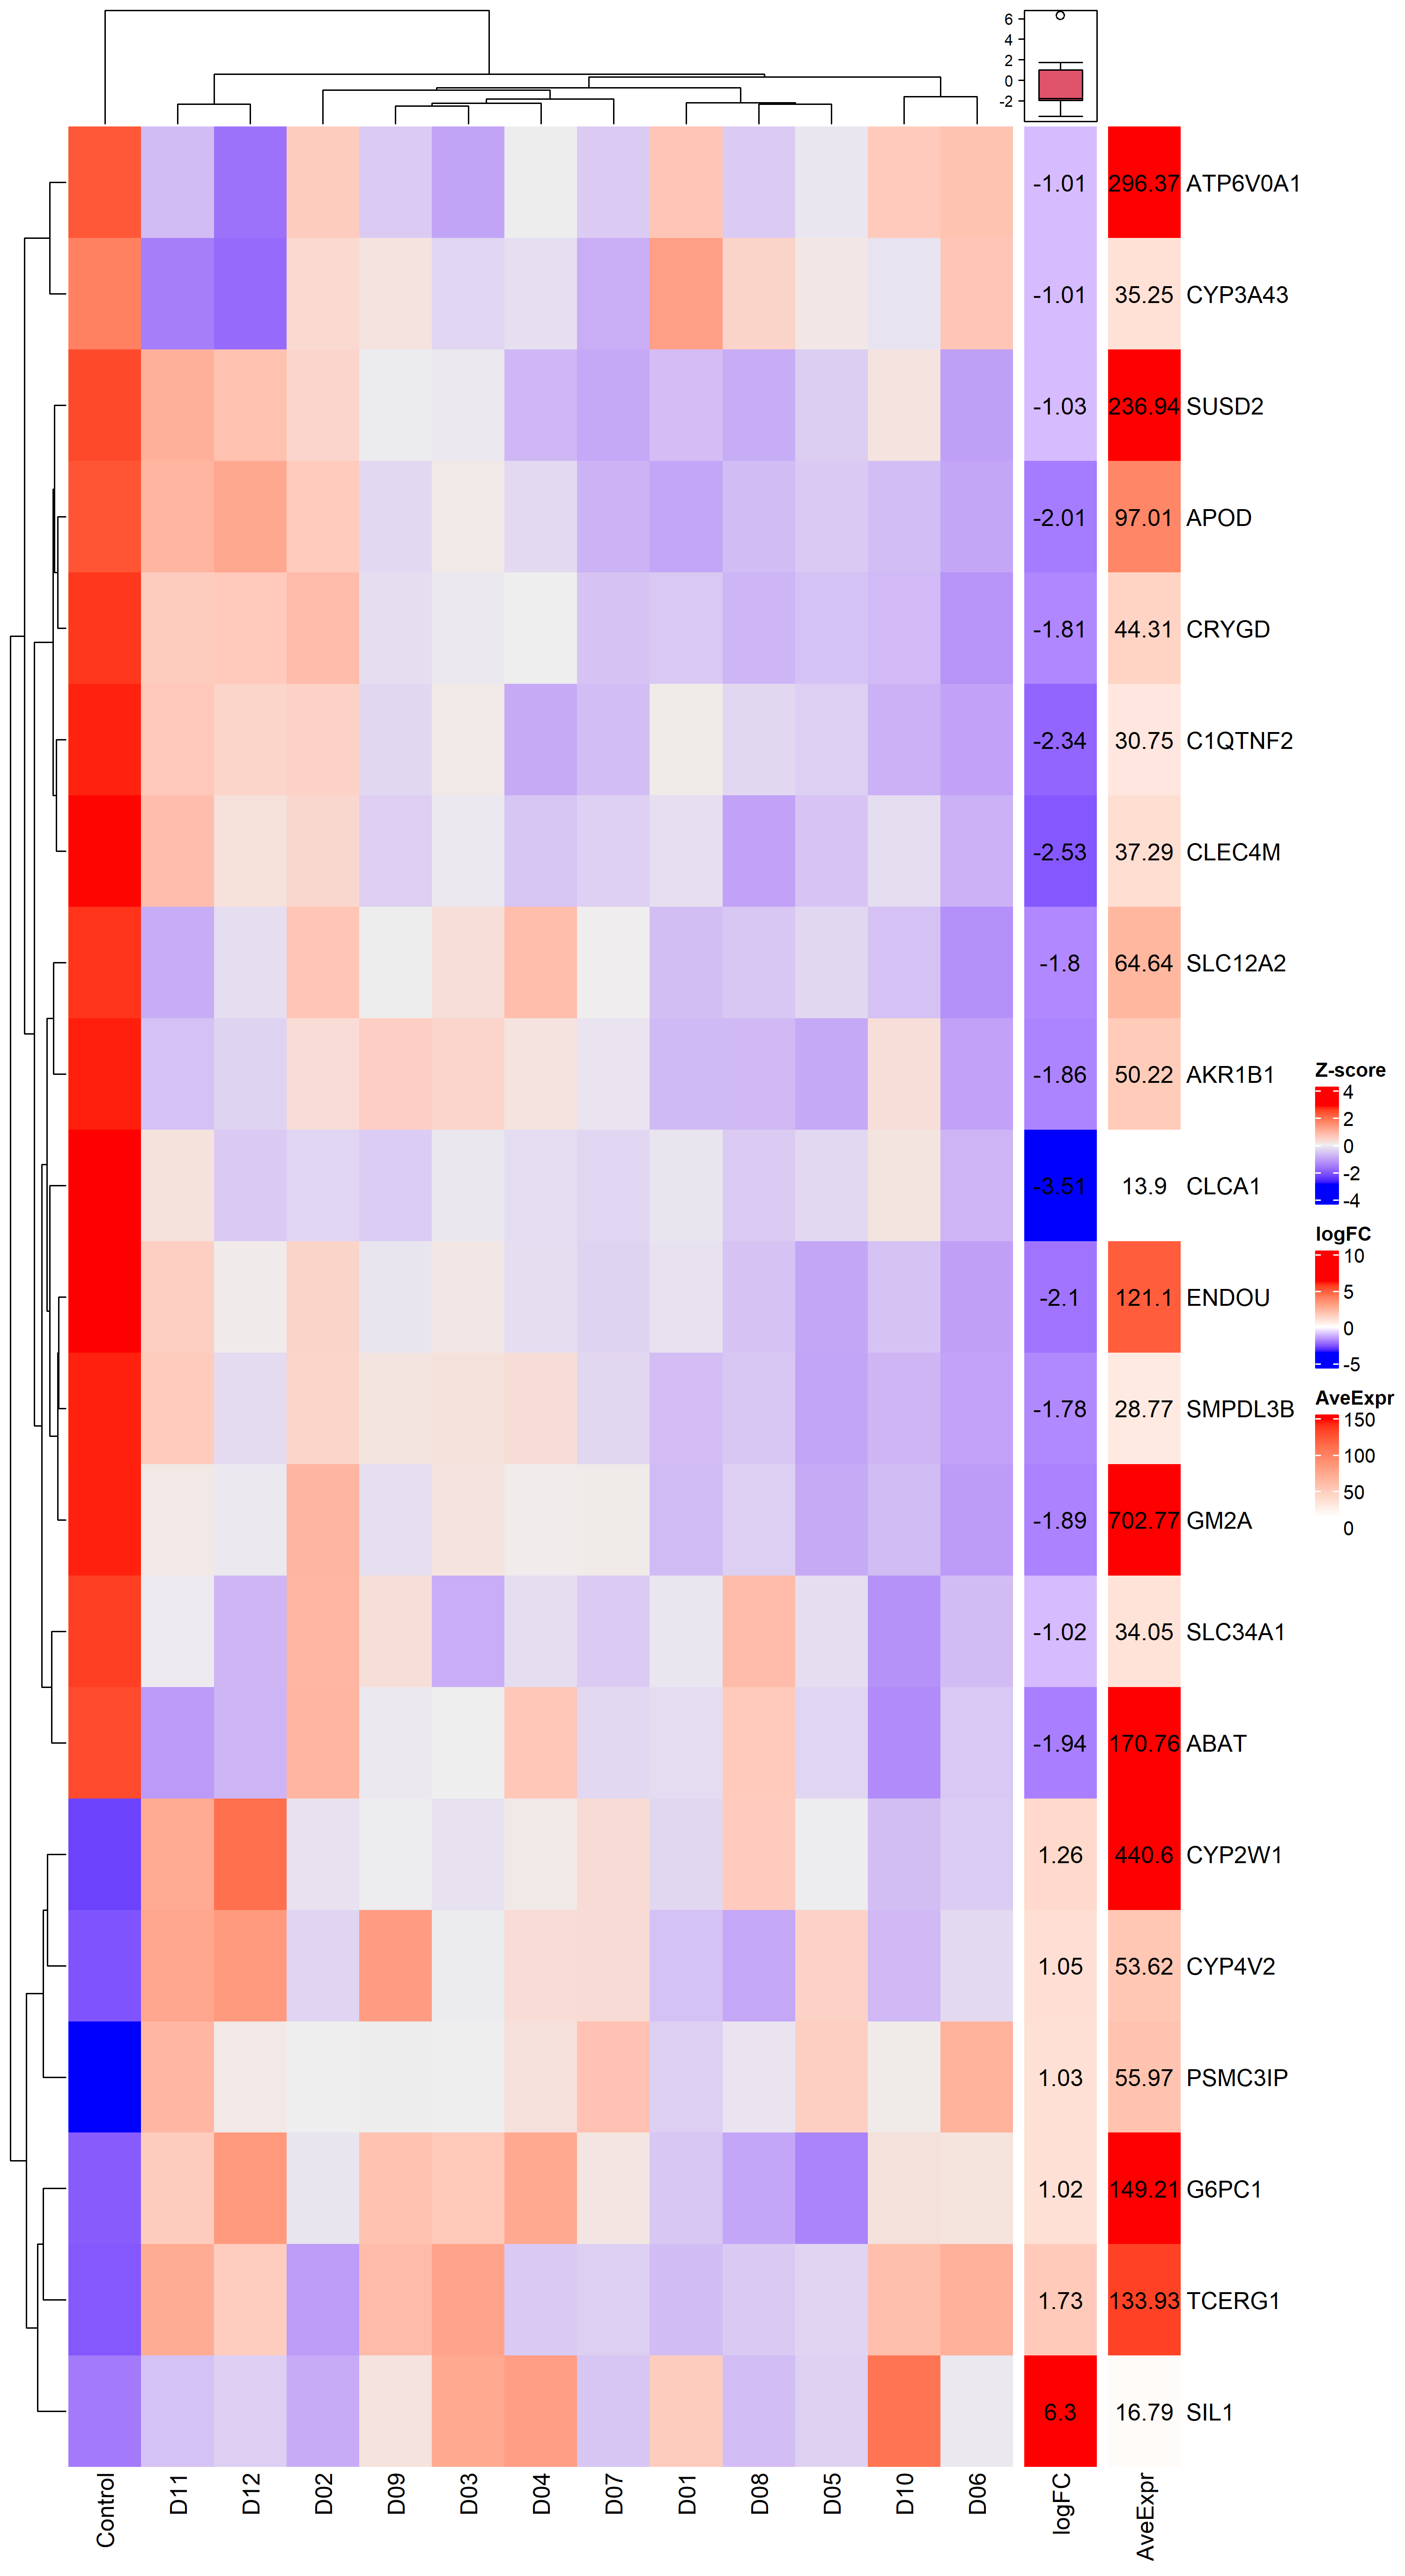 6
4
2
0
-2
-1.01 296.37 ATP6V0A1
-1.01 35.25 CYP3A43
-1.03 236.94 SUSD2
-2.01 97.01 APOD
-1.81 44.31 CRYGD
-2.34 30.75 C1QTNF2
-2.53 37.29 CLEC4M
-1.8 64.64 SLC12A2
-1.86 50.22 AKR1B1
-3.51 13.9 CLCA1
-2.1 121.1 ENDOU
-1.78 28.77 SMPDL3B
-1.89 702.77 GM2A
-1.02 34.05 SLC34A1
-1.94 170.76 ABAT
1.26 440.6 CYP2W1
1.05 53.62 CYP4V2
1.03 55.97 PSMC3IP
1.02 149.21 G6PC1
1.73 133.93 TCERG1
6.3 16.79 SIL1
Control D11 D12 D02 D09 D03 D04 D07 D01 D08 D05 D10 D06 logFC AveExpr
Z-score
4
2
0
-2
-4
logFC
10
5
0
-5
AveExpr
150
100
50
0